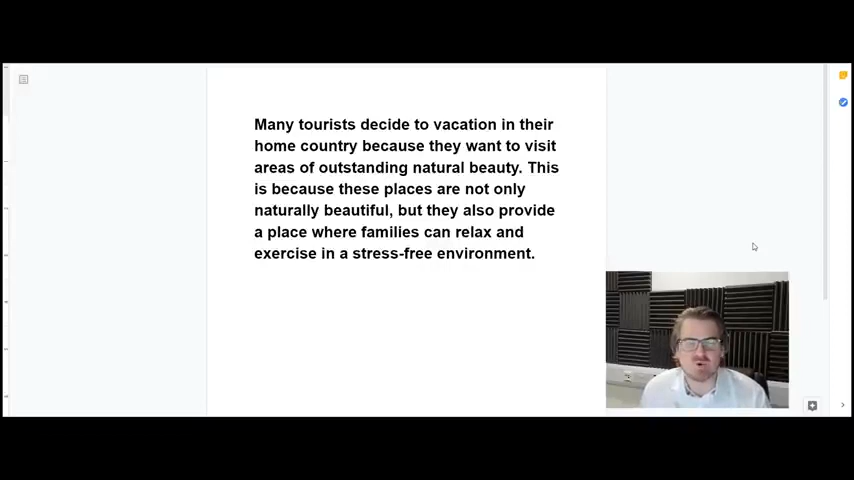 Many tourists decide to vacation in their
home country because they want to visit
areas of outstanding natural beauty. This
is because these places are not only
naturally beautiful, but they also provide
a place where families can relax and
exercise in a stress-free environment.